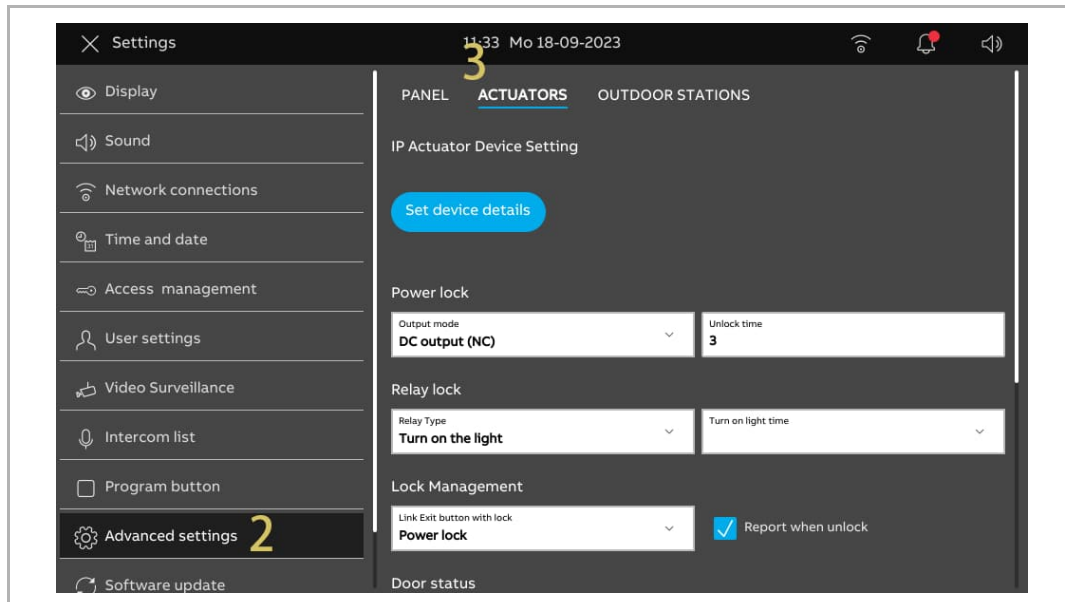 Settings
11:33 Mo 18-09-2023
3
Display
Sound
Network connections
Time and date
31
Access management
User settings
Video Surveillance
Intercom list
Program button
Advanced settings 2
Software update
PANEL ACTUATORS OUTDOOR STATIONS
IP Actuator Device Setting
Set device details
Power lock
Output mode
DC output (NC)
Unlock time
3
Relay lock
Relay Type
Turn on the light
Turn on light time
Lock Management
Link Exit button with lock
Power lock
Report when unlock
Door status